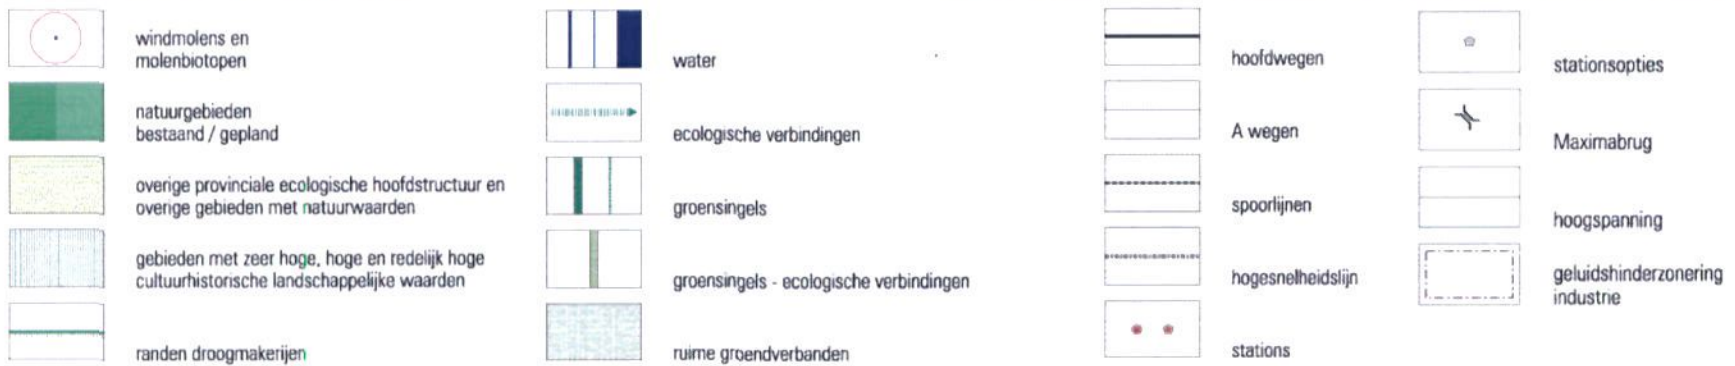 windmolens en
molenbiotopen
natuurgebieden
bestaand / gepland
overige provinciale ecologische hoofdstructuur en
overige gebieden met natuurwaarden
gebieden met zeer hoge, hoge en redelijk hoge
cultuurhistorische landschappelijke waarden
randen droogmakerijen
water
ecologische verbindingen
groensingels
groensingels - ecologische verbindingen
ruime groendverbanden
hoofdwegen
A wegen
spoorlijnen
hogesnelheidslijn
stations
stationsopties
Maximabrug
hoogspanning
geluidshinderzonering
industrie